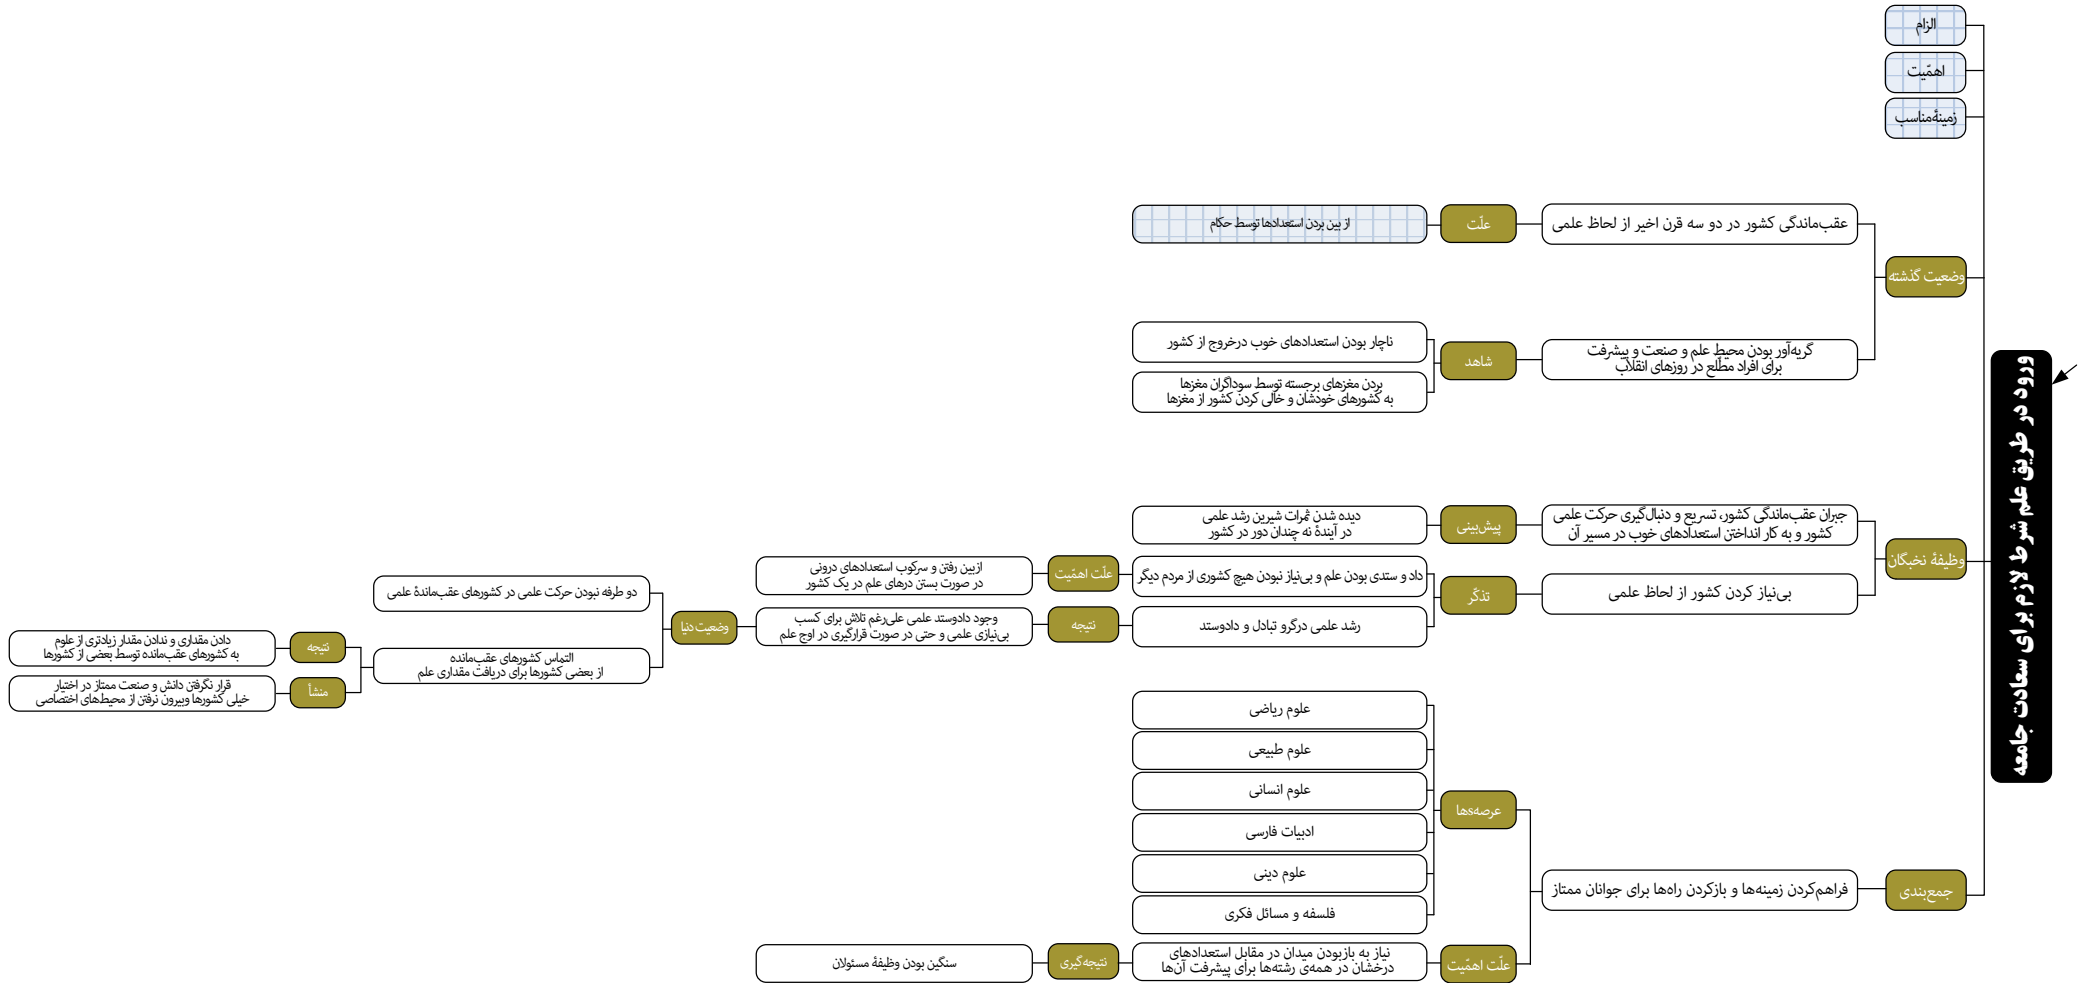 ورود در طریق علم شرط لازم برای سعادت جامعه
الزام
اهمّیت
زمینهٔ‌مناسب
وضعیت گذشته
عقب‌ماندگی کشور در دو سه قرن اخیر از لحاظ علمی
علّت
از بین بردن استعدادها توسط حکام
گریه‌آور بودن محیط علم و صنعت و پیشرفت
برای افراد مطّلع در روزهای انقلاب
شاهد
ناچار بودن استعدادهای خوب درخروج از کشور
بردن مغزهای برجسته توسط سوداگران مغزها
به کشورهای خودشان و خالی کردن کشور از مغزها
وظیفهٔ نخبگان
جبران عقب‌ماندگی کشور، تسریع و دنبال‌گیری حرکت علمی
کشور و به کار انداختن استعدادهای خوب در مسیر آن
پیش‌بینی
دیده شدن ثمرات شیرین رشد علمی
در آیندهٔ نه چندان دور در کشور
بی‌نیاز کردن کشور از لحاظ علمی
تذکّر
داد و ستدی بودن علم و بی‌نیاز نبودن هیچ کشوری از مردم دیگر
علّت اهمّیت
ازبین رفتن و سرکوب استعدادهای درونی
در صورت بستن درهای علم در یک کشور
رشد علمی درگرو تبادل و دادوستد
نتیجه
وجود دادوستد علمی علی‌رغم تلاش برای کسب
بی‌نیازی علمی و حتی در صورت قرارگیری در اوج علم
وضعیت دنیا
دو طرفه نبودن حرکت علمی در کشورهای عقب‌ماندهٔ علمی
التماس کشورهای عقب‌مانده
از بعضی کشورها برای دریافت مقداری علم
نتیجه
دادن مقداری و ندادن مقدار زیادتری از علوم
به کشورهای عقب‌مانده توسط بعضی از کشورها
منشأ
قرار نگرفتن دانش و صنعت ممتاز در اختیار
خیلی کشورها وبیرون نرفتن از محیط‌های اختصاصی
جمع‌بندی
فراهم‌کردن زمینه‌ها و بازکردن راه‌ها برای جوانان ممتاز
عرصه‌sها
علوم ریاضی
علوم طبیعی
علوم انسانی
ادبیات فارسی
علوم دینی
فلسفه و مسائل فکری
علّت اهمّیت
نیاز به بازبودن میدان در مقابل استعدادهای
درخشان در همه‌ی رشته‌ها برای پیشرفت آن‌ها
نتیجه‌گیری
سنگین بودن وظیفهٔ مسئولان